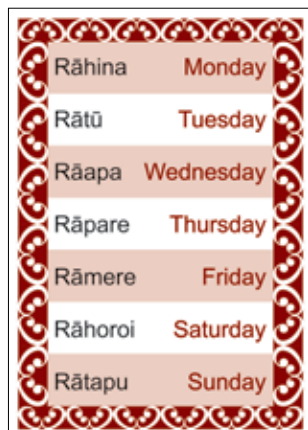 Rāhina Monday
Rātū Tuesday
Rāapa Wednesday
Rāpare Thursday
Rāmere Friday
Rāhoroi Saturday
Rātapu Sunday